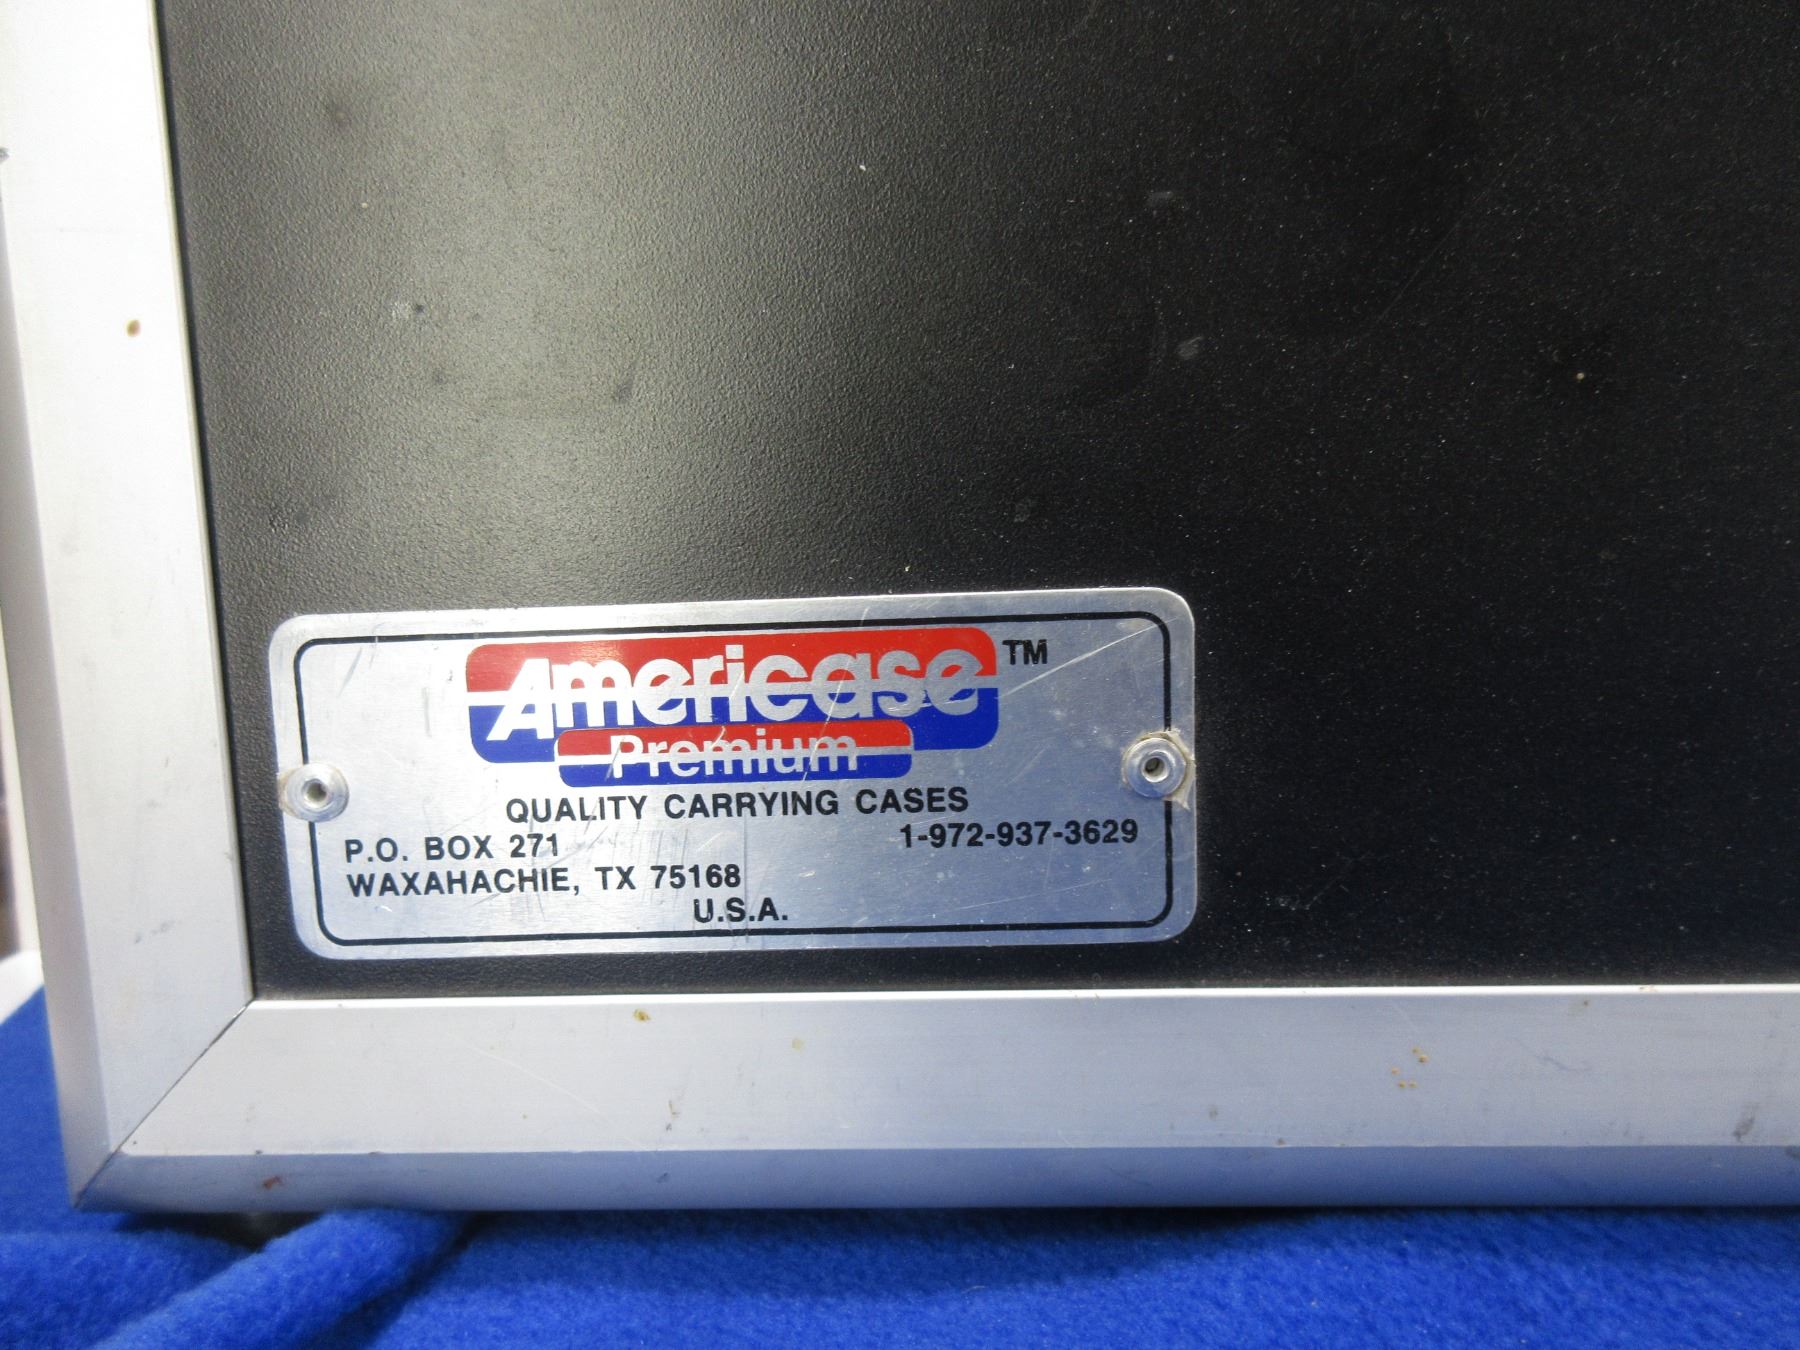 Americase TM
Premium
QUALITY CARRYING CASES
P.O. BOX 271 1-972-937-3629
WAXAHACHIE, TX 75168
U.S.A.